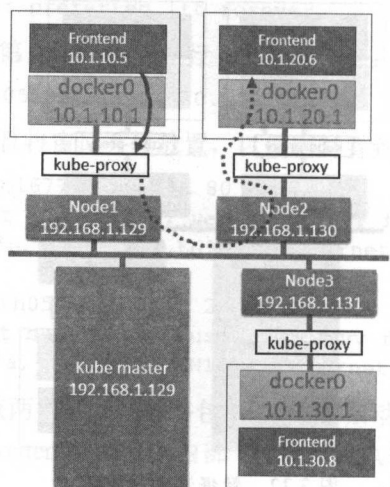 Frontend
10.1.10.5
docker0
10.1.10.1
kube-proxy
Node1
192.168.1.129
Frontend
10.1.20.6
docker0
10.1.20.1
kube-proxy
Node2
192.168.1.130
Kube master
192.168.1.129
Node3
192.168.1.131
kube-proxy
docker0
10.1.30.1
Frontend
10.1.30.8